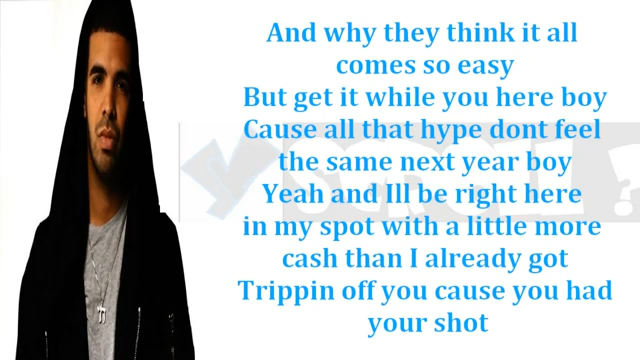 And why they think it all
comes so easy
But get it while you here boy
Cause all that hype dont feel
the same next year boy
Yeah and Ill be right here
in my spot with a little more
cash than I already got
Trippin off you cause you had
your shot
SCROLL